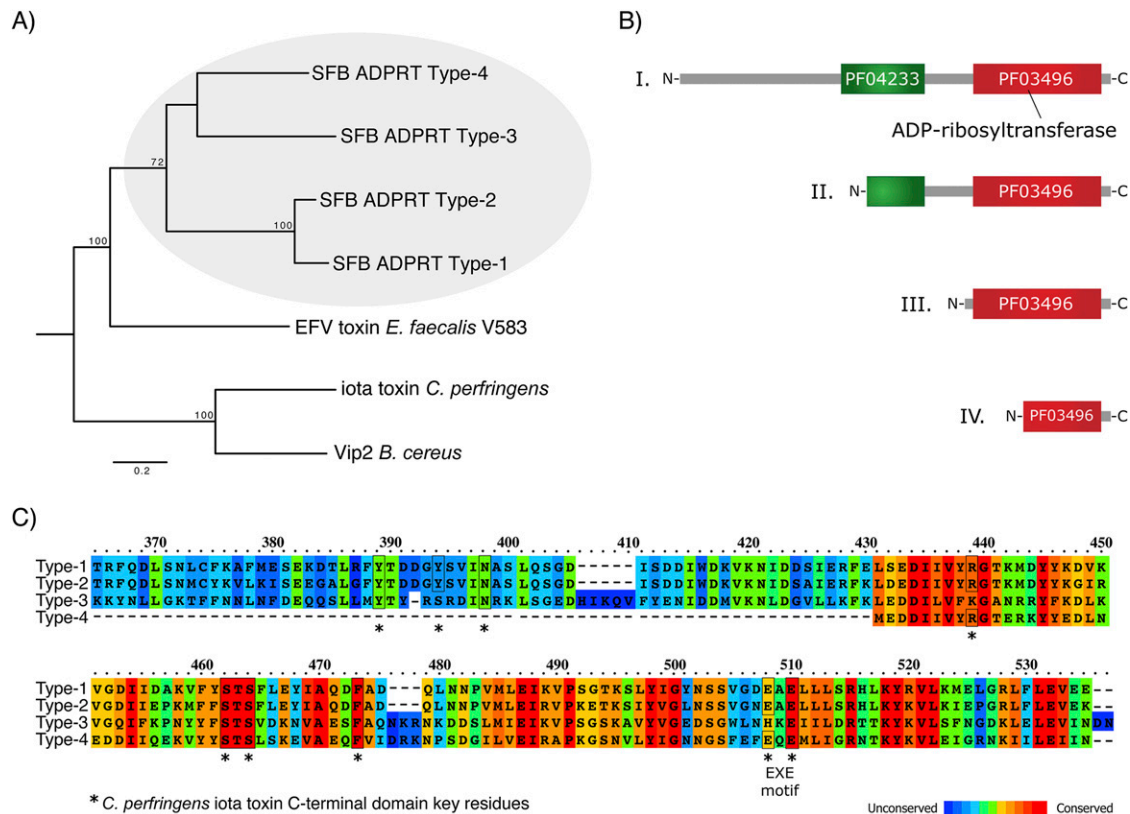 A)
SFB ADPRT Type-4
72
SFB ADPRT Type-3
SFB ADPRT Type-2
100
100
SFB ADPRT Type-1
EFV toxin E. faecalis V583
iota toxin C. perfringens
100
Vip2 B. cereus
0.2
B)
I. N- PF04233 PF03496 -C
ADP-ribosyltransferase
II. N- PF03496 -C
III. N- PF03496 -C
IV. N- PF03496 -C
C)
370 380 390 400 410 420 430 440 450
Type-1 TRFQDLSNLCFKAFMESEKDTLRFYTDDGYSVINASLQSGD-----ISDDIWDKVKNIDDSIERFELSEDIIVYRGTKMDYYKDVK
Type-2 TRFQDLSNMCYKVLKISEEGALGFYTDDGYSVINASLQSGD-----ISDDIWDKVKNIDDSIERFELSEDIIVYRGTKMDYYKGIR
Type-3 KKYNLLGKTFFNNLNFDEQQSLLMYTY-RSRDINRKLSGEDHIKQVFYENIDDMVKNLDGVLLKFKLEDDILVFKGANRRYFKDLK
Type-4 ------------------------------------------------------------------MEDDILVYRGTERKYYEDLN
* * * *
460 470 480 490 500 510 520 530
Type-1 VGDIIDAKVFYSTSFLEYIAQDFAD---QLNNPVMLEIKVPSGTKSLYIGYNSSVGDEAELLLSRHLKYRVLKMELGRLFLEVEE--
Type-2 VGDIIEPKMFFSTSFLEYIAQDFAD---QLNNPVMLEIKVPKETKSLYIGYNSSVGNEAELLLSRHLKYRVLKMELGRLFLEVEK--
Type-3 VGQIFKPNYYFSTSVDKNVAESFAQNDKRNKDDSLMIEIRVPSGSKAVYVGEDSGWLNHKEIILDRTTKYKVLSFNGDKLELEVIIDN
Type-4 EDDIIQEKVYYSTSLSKEVAEQFVIDRKNPSDGILVEIRAPKGSNVLYIGNNGSFEFEQEMLIGRNTKYKVLEIGRNKIILEIIN--
* * * * *
EXE
motif
* C. perfringens iota toxin C-terminal domain key residues
Unconserved Conserved